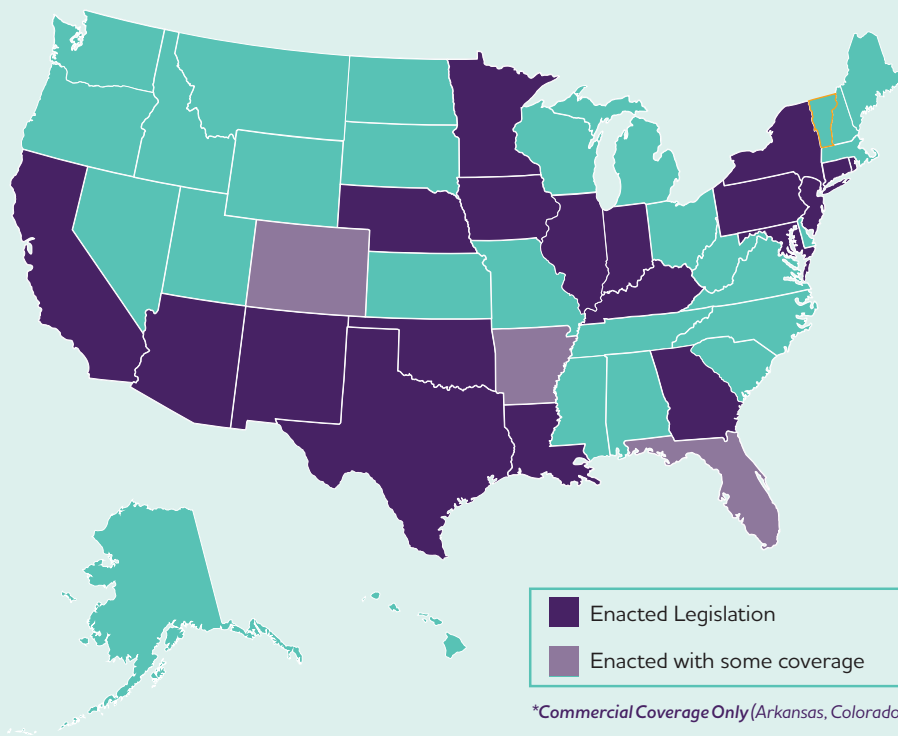 Enacted Legislation
Enacted with some coverage
*Commercial Coverage Only (Arkansas, Colorado